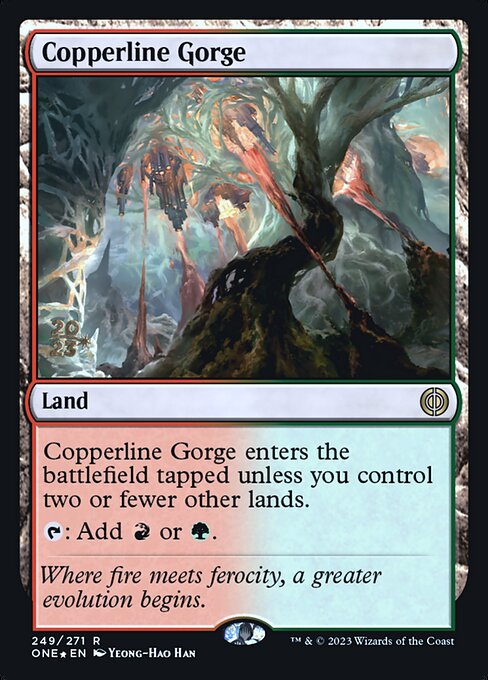 Copperline Gorge
20
23
Land
Copperline Gorge enters the
battlefield tapped unless you control
two or fewer other lands.
: Add or .
Where fire meets ferocity, a greater
evolution begins.
249/271 R
ONE★EN Yeong-Hao Han
™ & © 2023 Wizards of the Coast